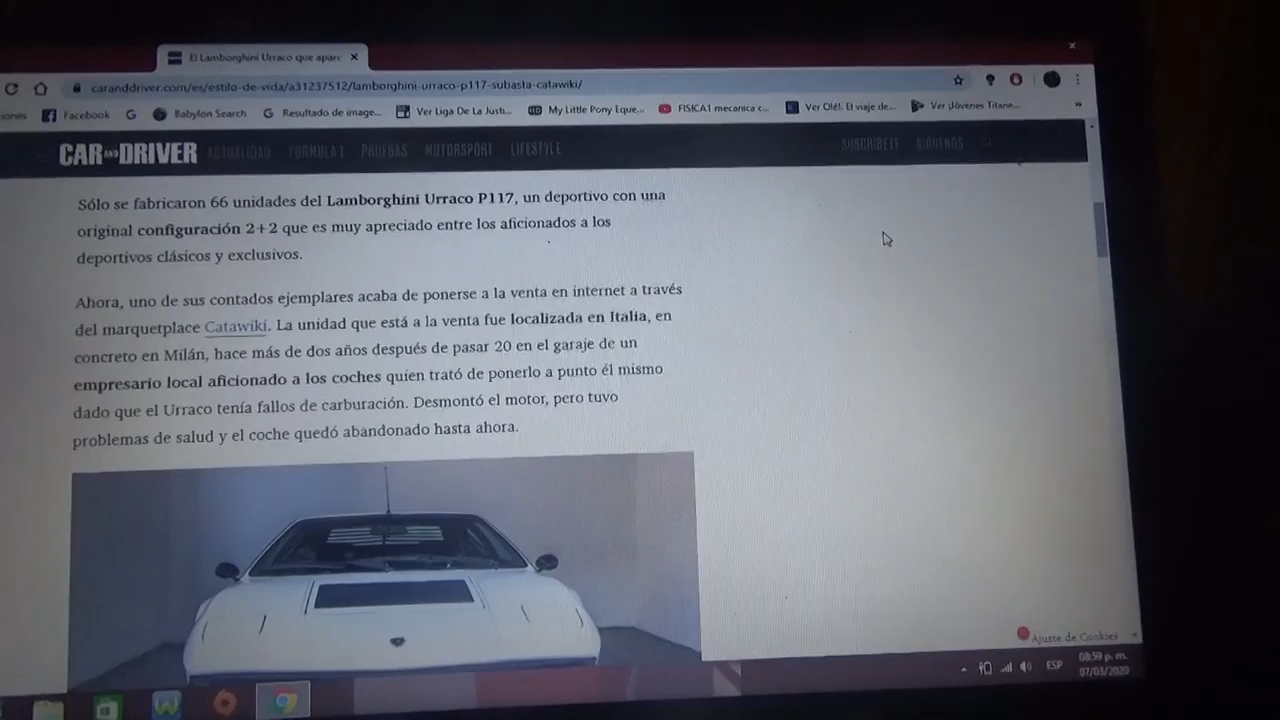 El Lamborghini Urraco que apare
caranddriver.com/es/estilo-de-vida/a31237512/lamborghini-urraco-p117-subasta-catawiki/
iones Facebook G Babylon Search G Resultado de image... Ver Liga De La Justi... My Little Pony Eque... FISICA1 mecanica c... Ver Olé!: El viaje de... Ver ¡Jóvenes Titane... »
CAR AND DRIVER ACTUALIDAD FORMULA 1 PRUEBAS MOTORSPORT LIFESTYLE SUSCRÍBETE SÍGUENOS
Sólo se fabricaron 66 unidades del Lamborghini Urraco P117, un deportivo con una
original configuración 2+2 que es muy apreciado entre los aficionados a los
deportivos clásicos y exclusivos.
Ahora, uno de sus contados ejemplares acaba de ponerse a la venta en internet a través
del marquetplace Catawiki. La unidad que está a la venta fue localizada en Italia, en
concreto en Milán, hace más de dos años después de pasar 20 en el garaje de un
empresario local aficionado a los coches quien trató de ponerlo a punto él mismo
dado que el Urraco tenía fallos de carburación. Desmontó el motor, pero tuvo
problemas de salud y el coche quedó abandonado hasta ahora.
Ajuste de Cookies
ESP
08:59 p. m.
07/03/2020